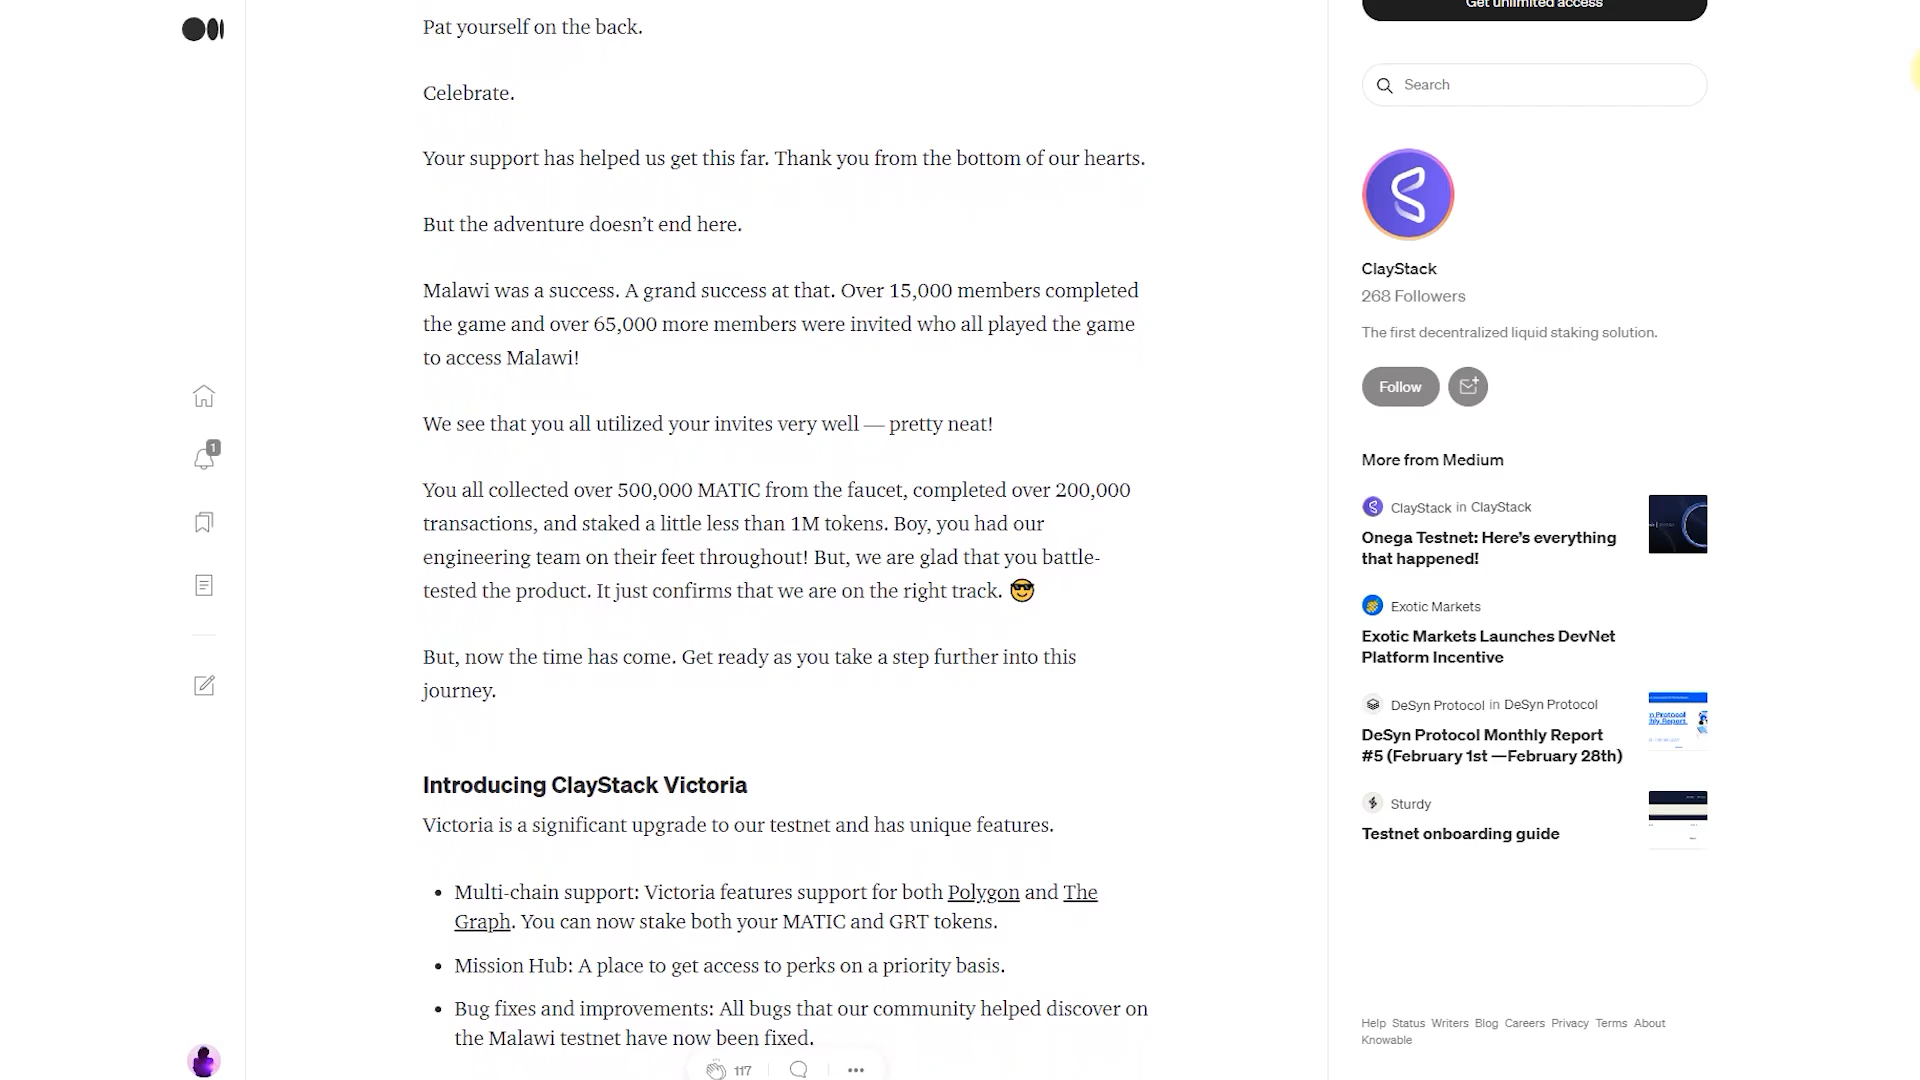 Pat yourself on the back.
Celebrate.
Your support has helped us get this far. Thank you from the bottom of our hearts.
But the adventure doesn’t end here.
Malawi was a success. A grand success at that. Over 15,000 members completed
the game and over 65,000 more members were invited who all played the game
to access Malawi!
We see that you all utilized your invites very well — pretty neat!
You all collected over 500,000 MATIC from the faucet, completed over 200,000
transactions, and staked a little less than 1M tokens. Boy, you had our
engineering team on their feet throughout! But, we are glad that you battle-
tested the product. It just confirms that we are on the right track. 😎
But, now the time has come. Get ready as you take a step further into this
journey.
Introducing ClayStack Victoria
Victoria is a significant upgrade to our testnet and has unique features.
• Multi-chain support: Victoria features support for both Polygon and The
Graph. You can now stake both your MATIC and GRT tokens.
• Mission Hub: A place to get access to perks on a priority basis.
• Bug fixes and improvements: All bugs that our community helped discover on
the Malawi testnet have now been fixed.
117
1
Get unlimited access
Search
ClayStack
268 Followers
The first decentralized liquid staking solution.
Follow
More from Medium
ClayStack in ClayStack
Onega Testnet: Here’s everything
that happened!
Exotic Markets
Exotic Markets Launches DevNet
Platform Incentive
DeSyn Protocol in DeSyn Protocol
DeSyn Protocol Monthly Report
#5 (February 1st —February 28th)
Sturdy
Testnet onboarding guide
Help Status Writers Blog Careers Privacy Terms About
Knowable